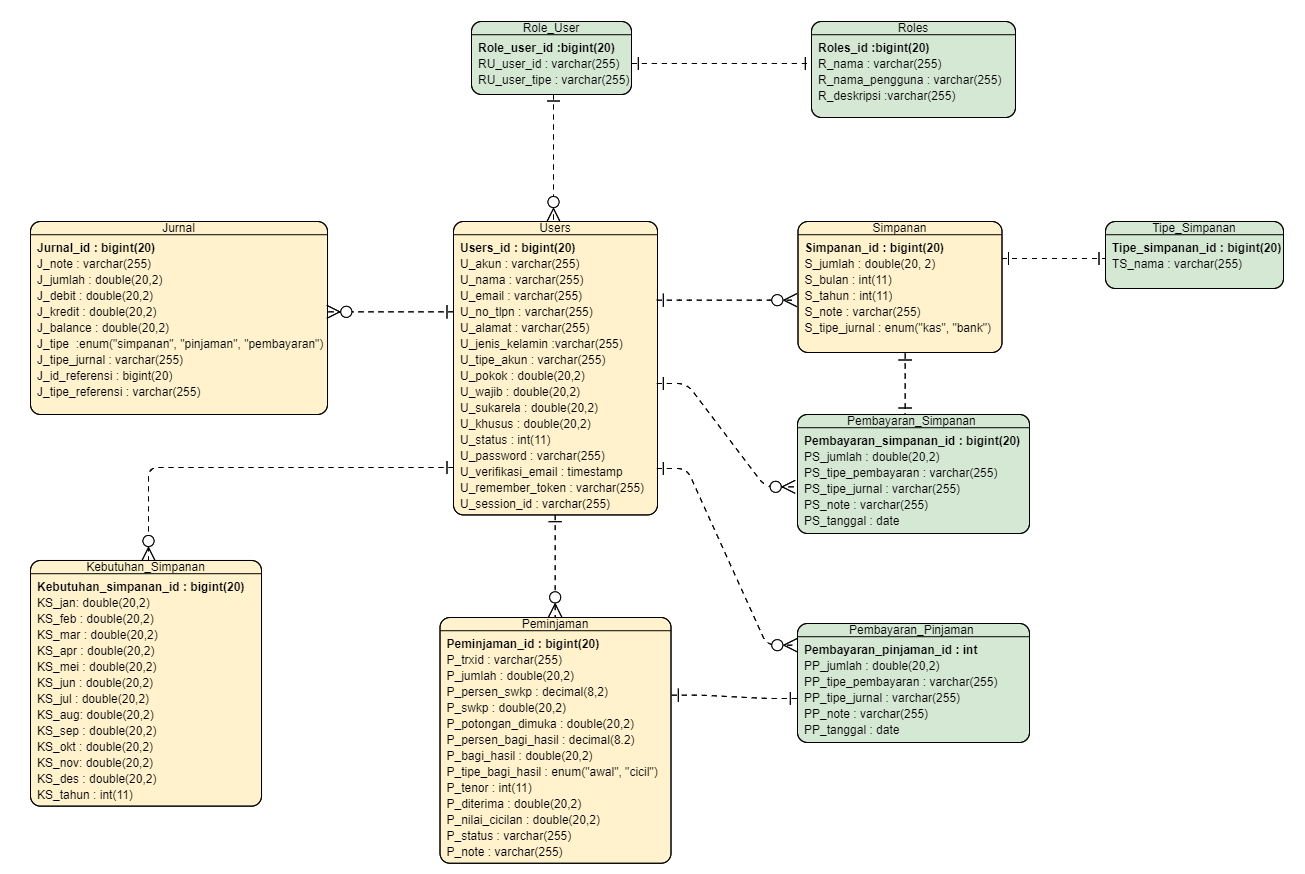 Role_User
Role_user_id :bigint(20)
RU_user_id : varchar(255)
RU_user_tipe : varchar(255)
Roles
Roles_id :bigint(20)
R_nama : varchar(255)
R_nama_pengguna : varchar(255)
R_deskripsi :varchar(255)
Jurnal
Jurnal_id : bigint(20)
J_note : varchar(255)
J_jumlah : double(20,2)
J_debit : double(20,2)
J_kredit : double(20,2)
J_balance : double(20,2)
J_tipe :enum("simpanan", "pinjaman", "pembayaran")
J_tipe_jurnal : varchar(255)
J_id_referensi : bigint(20)
J_tipe_referensi : varchar(255)
Users
Users_id : bigint(20)
U_akun : varchar(255)
U_nama : varchar(255)
U_email : varchar(255)
U_no_tlpn : varchar(255)
U_alamat : varchar(255)
U_jenis_kelamin :varchar(255)
U_tipe_akun : varchar(255)
U_pokok : double(20,2)
U_wajib : double(20,2)
U_sukarela : double(20,2)
U_khusus : double(20,2)
U_status : int(11)
U_password : varchar(255)
U_verifikasi_email : timestamp
U_remember_token : varchar(255)
U_session_id : varchar(255)
Simpanan
Simpanan_id : bigint(20)
S_jumlah : double(20, 2)
S_bulan : int(11)
S_tahun : int(11)
S_note : varchar(255)
S_tipe_jurnal : enum("kas", "bank")
Tipe_Simpanan
Tipe_simpanan_id : bigint(20)
TS_nama : varchar(255)
Pembayaran_Simpanan
Pembayaran_simpanan_id : bigint(20)
PS_jumlah : double(20,2)
PS_tipe_pembayaran : varchar(255)
PS_tipe_jurnal : varchar(255)
PS_note : varchar(255)
PS_tanggal : date
Kebutuhan_Simpanan
Kebutuhan_simpanan_id : bigint(20)
KS_jan: double(20,2)
KS_feb : double(20,2)
KS_mar : double(20,2)
KS_apr : double(20,2)
KS_mei : double(20,2)
KS_jun : double(20,2)
KS_jul : double(20,2)
KS_aug: double(20,2)
KS_sep : double(20,2)
KS_okt : double(20,2)
KS_nov: double(20,2)
KS_des : double(20,2)
KS_tahun : int(11)
Peminjaman
Peminjaman_id : bigint(20)
P_trxid : varchar(255)
P_jumlah : double(20,2)
P_persen_swkp : decimal(8,2)
P_swkp : double(20,2)
P_potongan_dimuka : double(20,2)
P_persen_bagi_hasil : decimal(8.2)
P_bagi_hasil : double(20,2)
P_tipe_bagi_hasil : enum("awal", "cicil")
P_tenor : int(11)
P_diterima : double(20,2)
P_nilai_cicilan : double(20,2)
P_status : varchar(255)
P_note : varchar(255)
Pembayaran_Pinjaman
Pembayaran_pinjaman_id : int
PP_jumlah : double(20,2)
PP_tipe_pembayaran : varchar(255)
PP_tipe_jurnal : varchar(255)
PP_note : varchar(255)
PP_tanggal : date